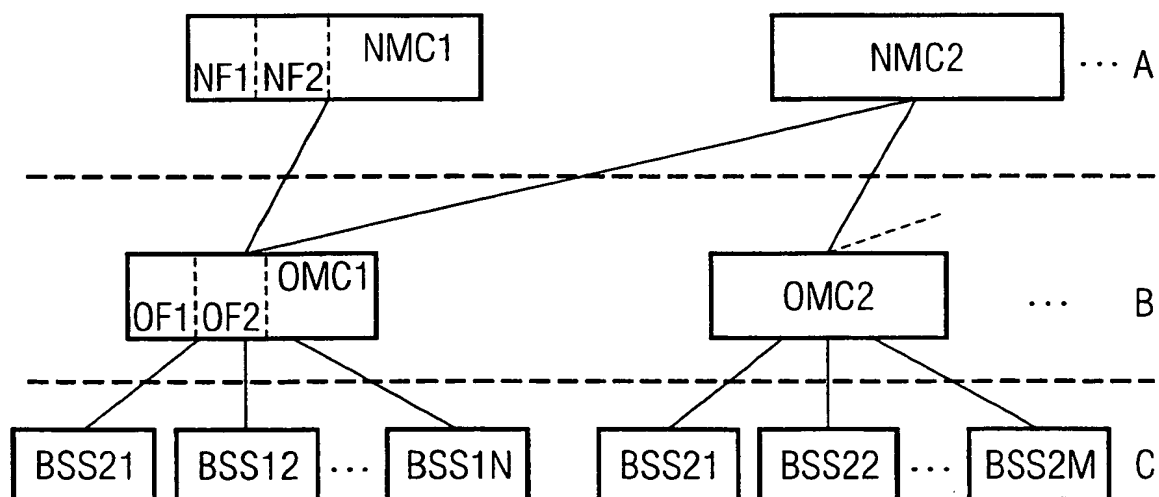 NF1 NF2 NMC1
NMC2
... A
OMC1
OF1 OF2
OMC2
... B
BSS21 BSS12 ... BSS1N BSS21 BSS22 ... BSS2M C